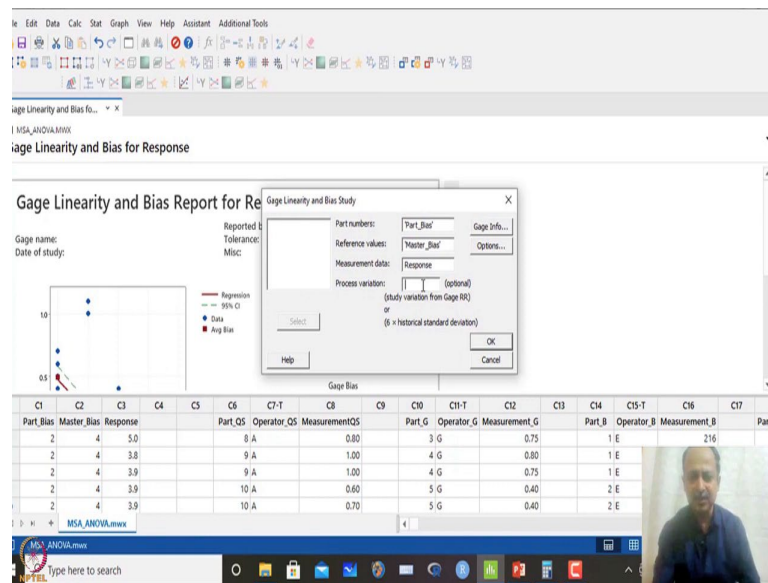 Edit Data Calc Stat Graph View Help Assistant Additional Tools
age Linearity and Bias fo...
MSA_ANOVA.MWX
Gage Linearity and Bias for Response
Gage Linearity and Bias Report for Re
Gage name:
Date of study:
Reported b
Tolerance:
Misc:
1.0
0.5
Regression
95% CI
Data
Avg Bias
Gage Bias
Gage Linearity and Bias Study
Part numbers: 'Part_Bias' Gage Info...
Reference values: 'Master_Bias' Options...
Measurement data: Response
Process variation: (optional)
(study variation from Gage RR)
or
(6 × historical standard deviation)
Select
OK
Help Cancel
C1 C2 C3 C4 C5 C6 C7-T C8 C9 C10 C11-T C12 C13 C14 C15-T C16 C17
Part_Bias Master_Bias Response Part_QS Operator_QS MeasurementQS Part_G Operator_G Measurement_G Part_B Operator_B Measurement_B Par
2 4 5.0 8 A 0.80 3 G 0.75 1 E 216
2 4 3.8 9 A 1.00 4 G 0.80 1 E
2 4 3.9 9 A 1.00 4 G 0.75 1 E
2 4 3.9 10 A 0.60 5 G 0.40 2 E
2 4 3.9 10 A 0.70 5 G 0.40 2 E
MSA_ANOVA.mwx
MSA_ANOVA.mwx
Type here to search
NPTEL